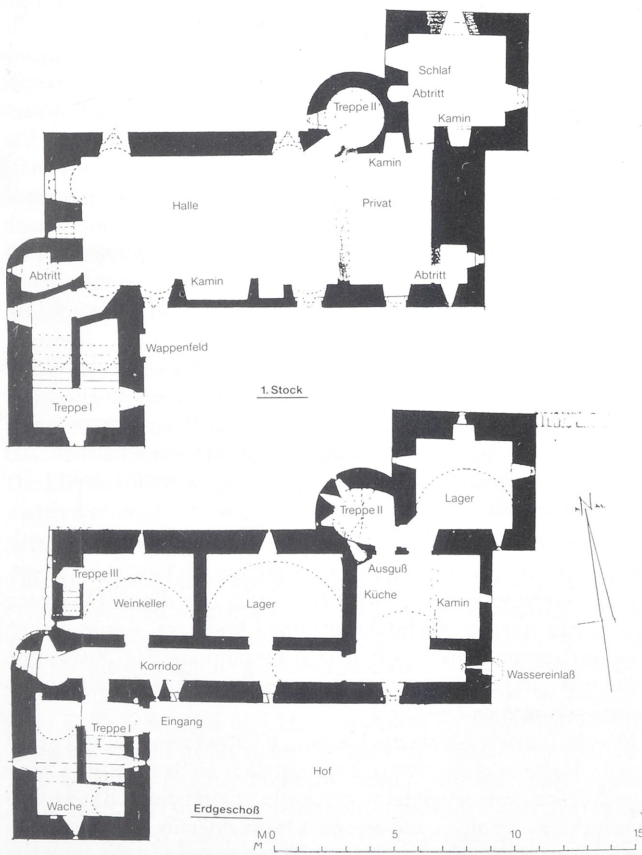 Schlaf
Treppe II
Abtritt
Kamin
Kamin
Halle
Privat
Abtritt
Kamin
Abtritt
Wappenfeld
1. Stock
Treppe I
Lager
Treppe II
Treppe III
Ausguß
Weinkeller
Lager
Küche
Kamin
Korridor
Wassereinlaß
Eingang
Treppe I
Hof
Wache
Erdgeschoß
M 0 5 10 15
M